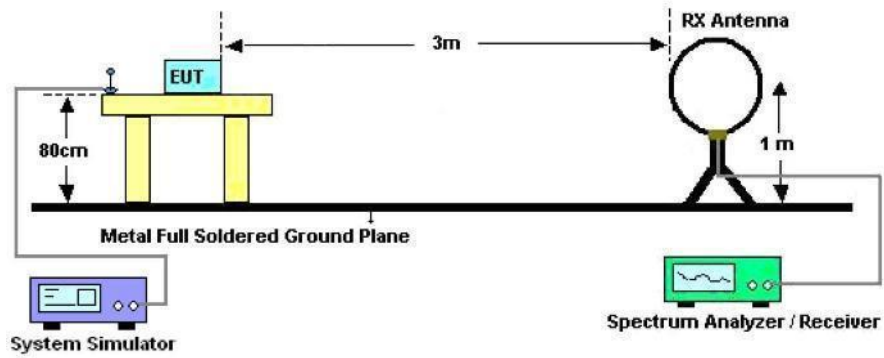 RX Antenna
3m
EUT
80cm
1 m
Metal Full Soldered Ground Plane
System Simulator
Spectrum Analyzer / Receiver